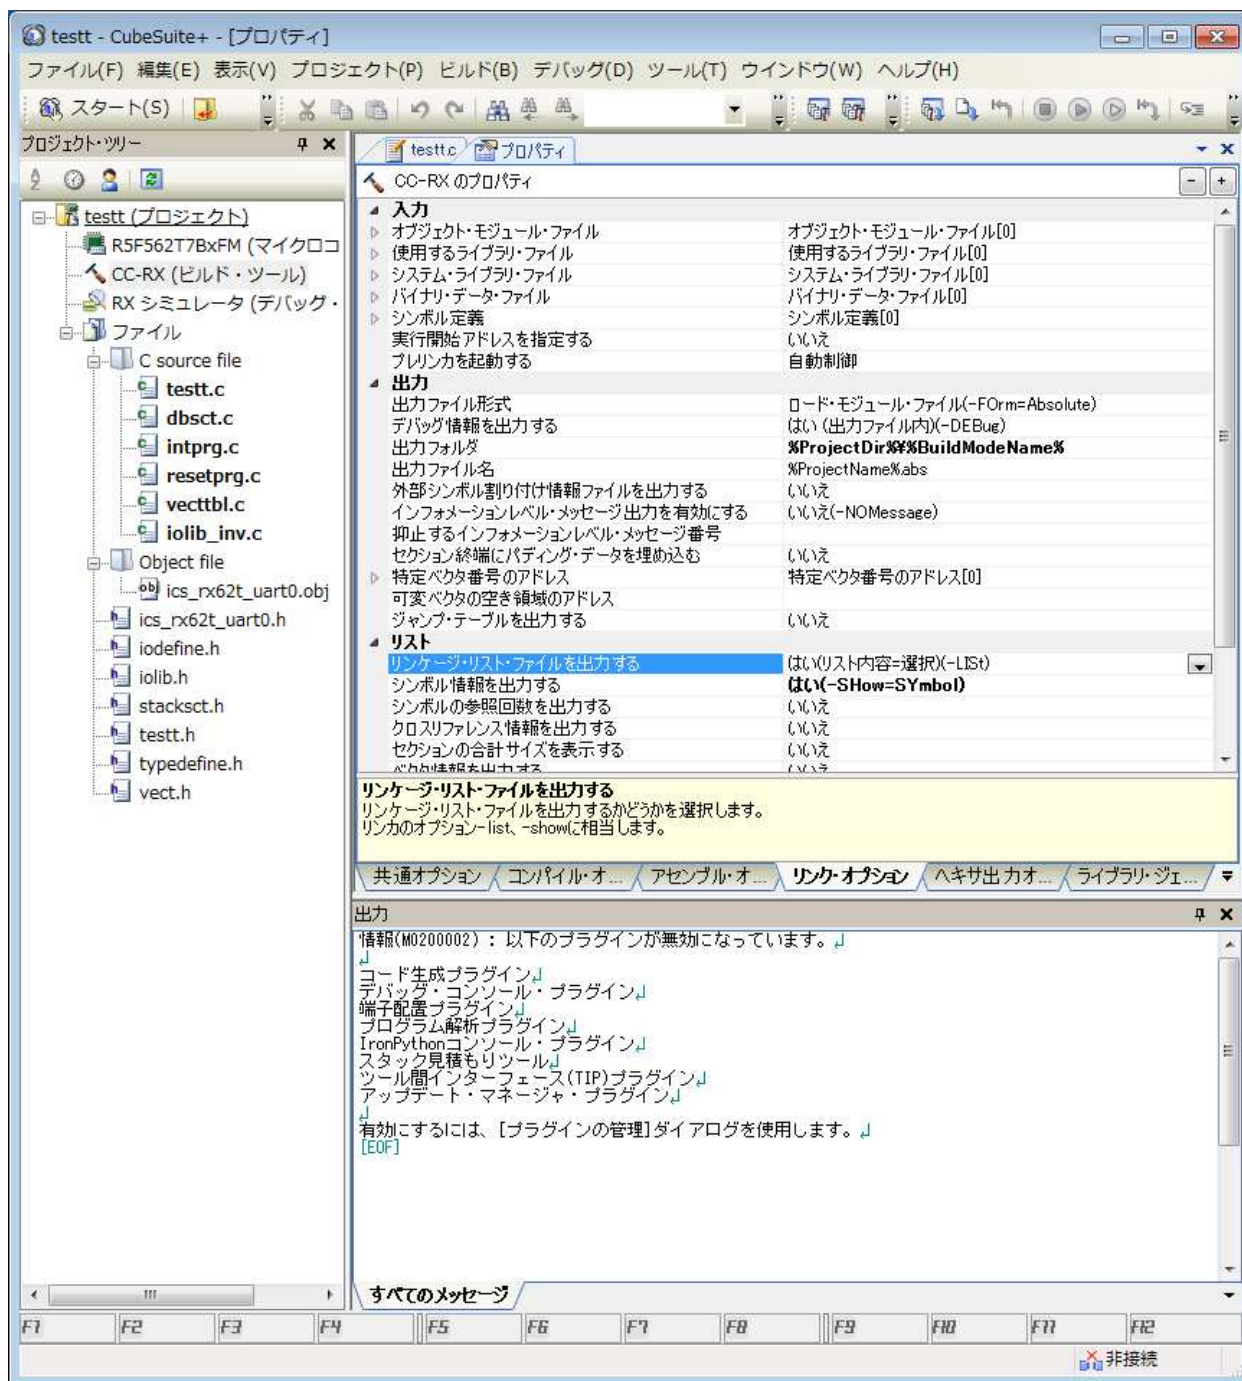 testt - CubeSuite+ - [プロパティ]
ファイル(F) 編集(E) 表示(V) プロジェクト(P) ビルド(B) デバッグ(D) ツール(T) ウインドウ(W) ヘルプ(H)
スタート(S)
プロジェクト・ツリー
testt (プロジェクト)
R5F562T7BxFM (マイクロコ
CC-RX (ビルド・ツール)
RX シミュレータ (デバッグ・
ファイル
C source file
testt.c
dbsct.c
intprg.c
resetprg.c
vecttbl.c
iolib_inv.c
Object file
ics_rx62t_uart0.obj
ics_rx62t_uart0.h
iodefine.h
iolib.h
stacksct.h
testt.h
typedefine.h
vect.h
testt.c プロパティ
CC-RX のプロパティ
入力
オブジェクト・モジュール・ファイル オブジェクト・モジュール・ファイル[0]
使用するライブラリ・ファイル 使用するライブラリ・ファイル[0]
システム・ライブラリ・ファイル システム・ライブラリ・ファイル[0]
バイナリ・データ・ファイル バイナリ・データ・ファイル[0]
シンボル定義 シンボル定義[0]
実行開始アドレスを指定する いいえ
プレリンカを起動する 自動制御
出力
出力ファイル形式 ロード・モジュール・ファイル(-FOrm=Absolute)
デバッグ情報を出力する はい (出力ファイル内)(-DEBug)
出力フォルダ %ProjectDir%¥%BuildModeName%
出力ファイル名 %ProjectName%.abs
外部シンボル割り付け情報ファイルを出力する いいえ
インフォメーションレベル・メッセージ出力を有効にする いいえ(-NOMessage)
抑止するインフォメーションレベル・メッセージ番号
セクション終端にパディング・データを埋め込む いいえ
特定ベクタ番号のアドレス 特定ベクタ番号のアドレス[0]
可変ベクタの空き領域のアドレス
ジャンプ・テーブルを出力する いいえ
リスト
リンケージ・リスト・ファイルを出力する はい(リスト内容=選択)(-LISt)
シンボル情報を出力する はい(-SHow=SYmbol)
シンボルの参照回数を出力する いいえ
クロスリファレンス情報を出力する いいえ
セクションの合計サイズを表示する いいえ
ベクタ情報を出力する いいえ
リンケージ・リスト・ファイルを出力する
リンケージ・リスト・ファイルを出力するかどうかを選択します。
リンカのオプション-list、-showに相当します。
共通オプション コンパイル・オ... アセンブル・オ... リンク・オプション ヘキサ出力オ... ライブラリ・ジェ...
出力
情報(M0200002) : 以下のプラグインが無効になっています。↲
↲
コード生成プラグイン↲
デバッグ・コンソール・プラグイン↲
端子配置プラグイン↲
プログラム解析プラグイン↲
IronPythonコンソール・プラグイン↲
スタック見積もりツール↲
ツール間インターフェース(TIP)プラグイン↲
アップデート・マネージャ・プラグイン↲
↲
有効にするには、[プラグインの管理]ダイアログを使用します。↲
[EOF]
すべてのメッセージ
F1 F2 F3 F4 F5 F6 F7 F8 F9 F10 F11 F12
非接続